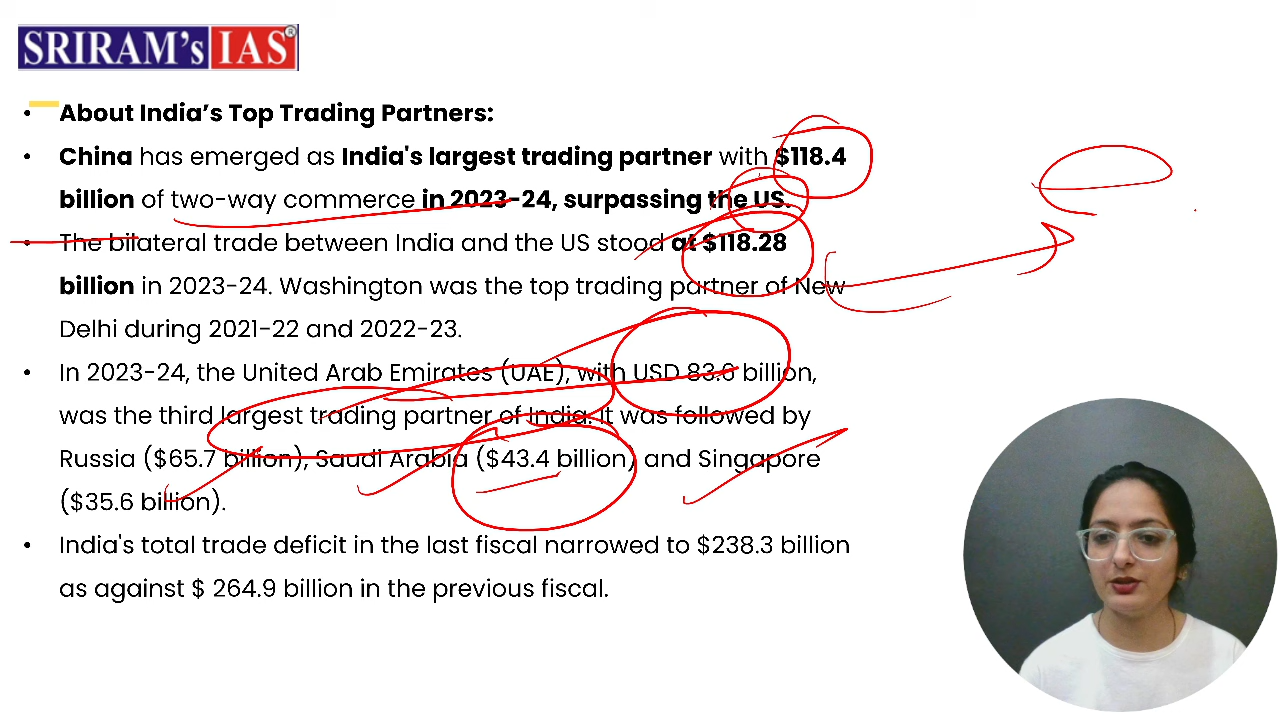 SRIRAM's IAS®
• About India's Top Trading Partners:
• China has emerged as India's largest trading partner with $118.4
billion of two-way commerce in 2023-24, surpassing the US.
• The bilateral trade between India and the US stood at $118.28
billion in 2023-24. Washington was the top trading partner of New
Delhi during 2021-22 and 2022-23.
• In 2023-24, the United Arab Emirates (UAE), with USD 83.6 billion,
was the third largest trading partner of India. It was followed by
Russia ($65.7 billion), Saudi Arabia ($43.4 billion) and Singapore
($35.6 billion).
• India's total trade deficit in the last fiscal narrowed to $238.3 billion
as against $ 264.9 billion in the previous fiscal.